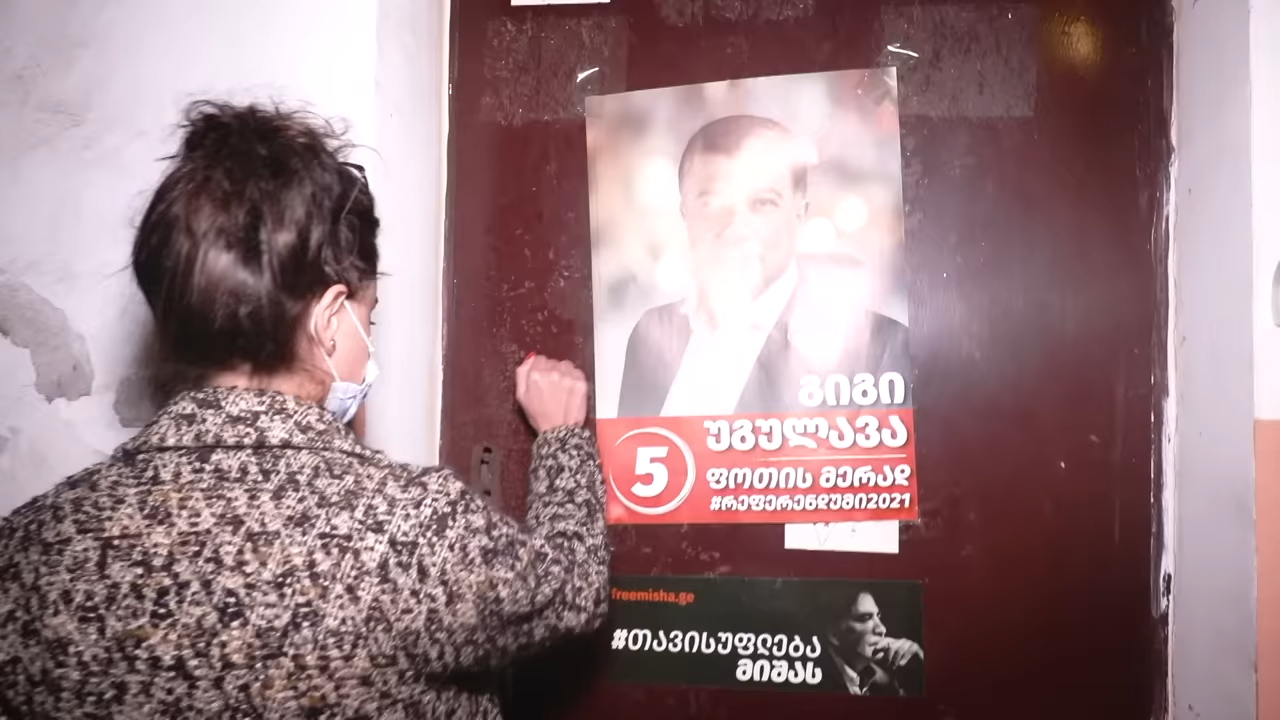 გიგი
უგულავა
5
ფოთის მერად
#რეფერენდუმი2021
freemisha.ge
#თავისუფლება
მიშას